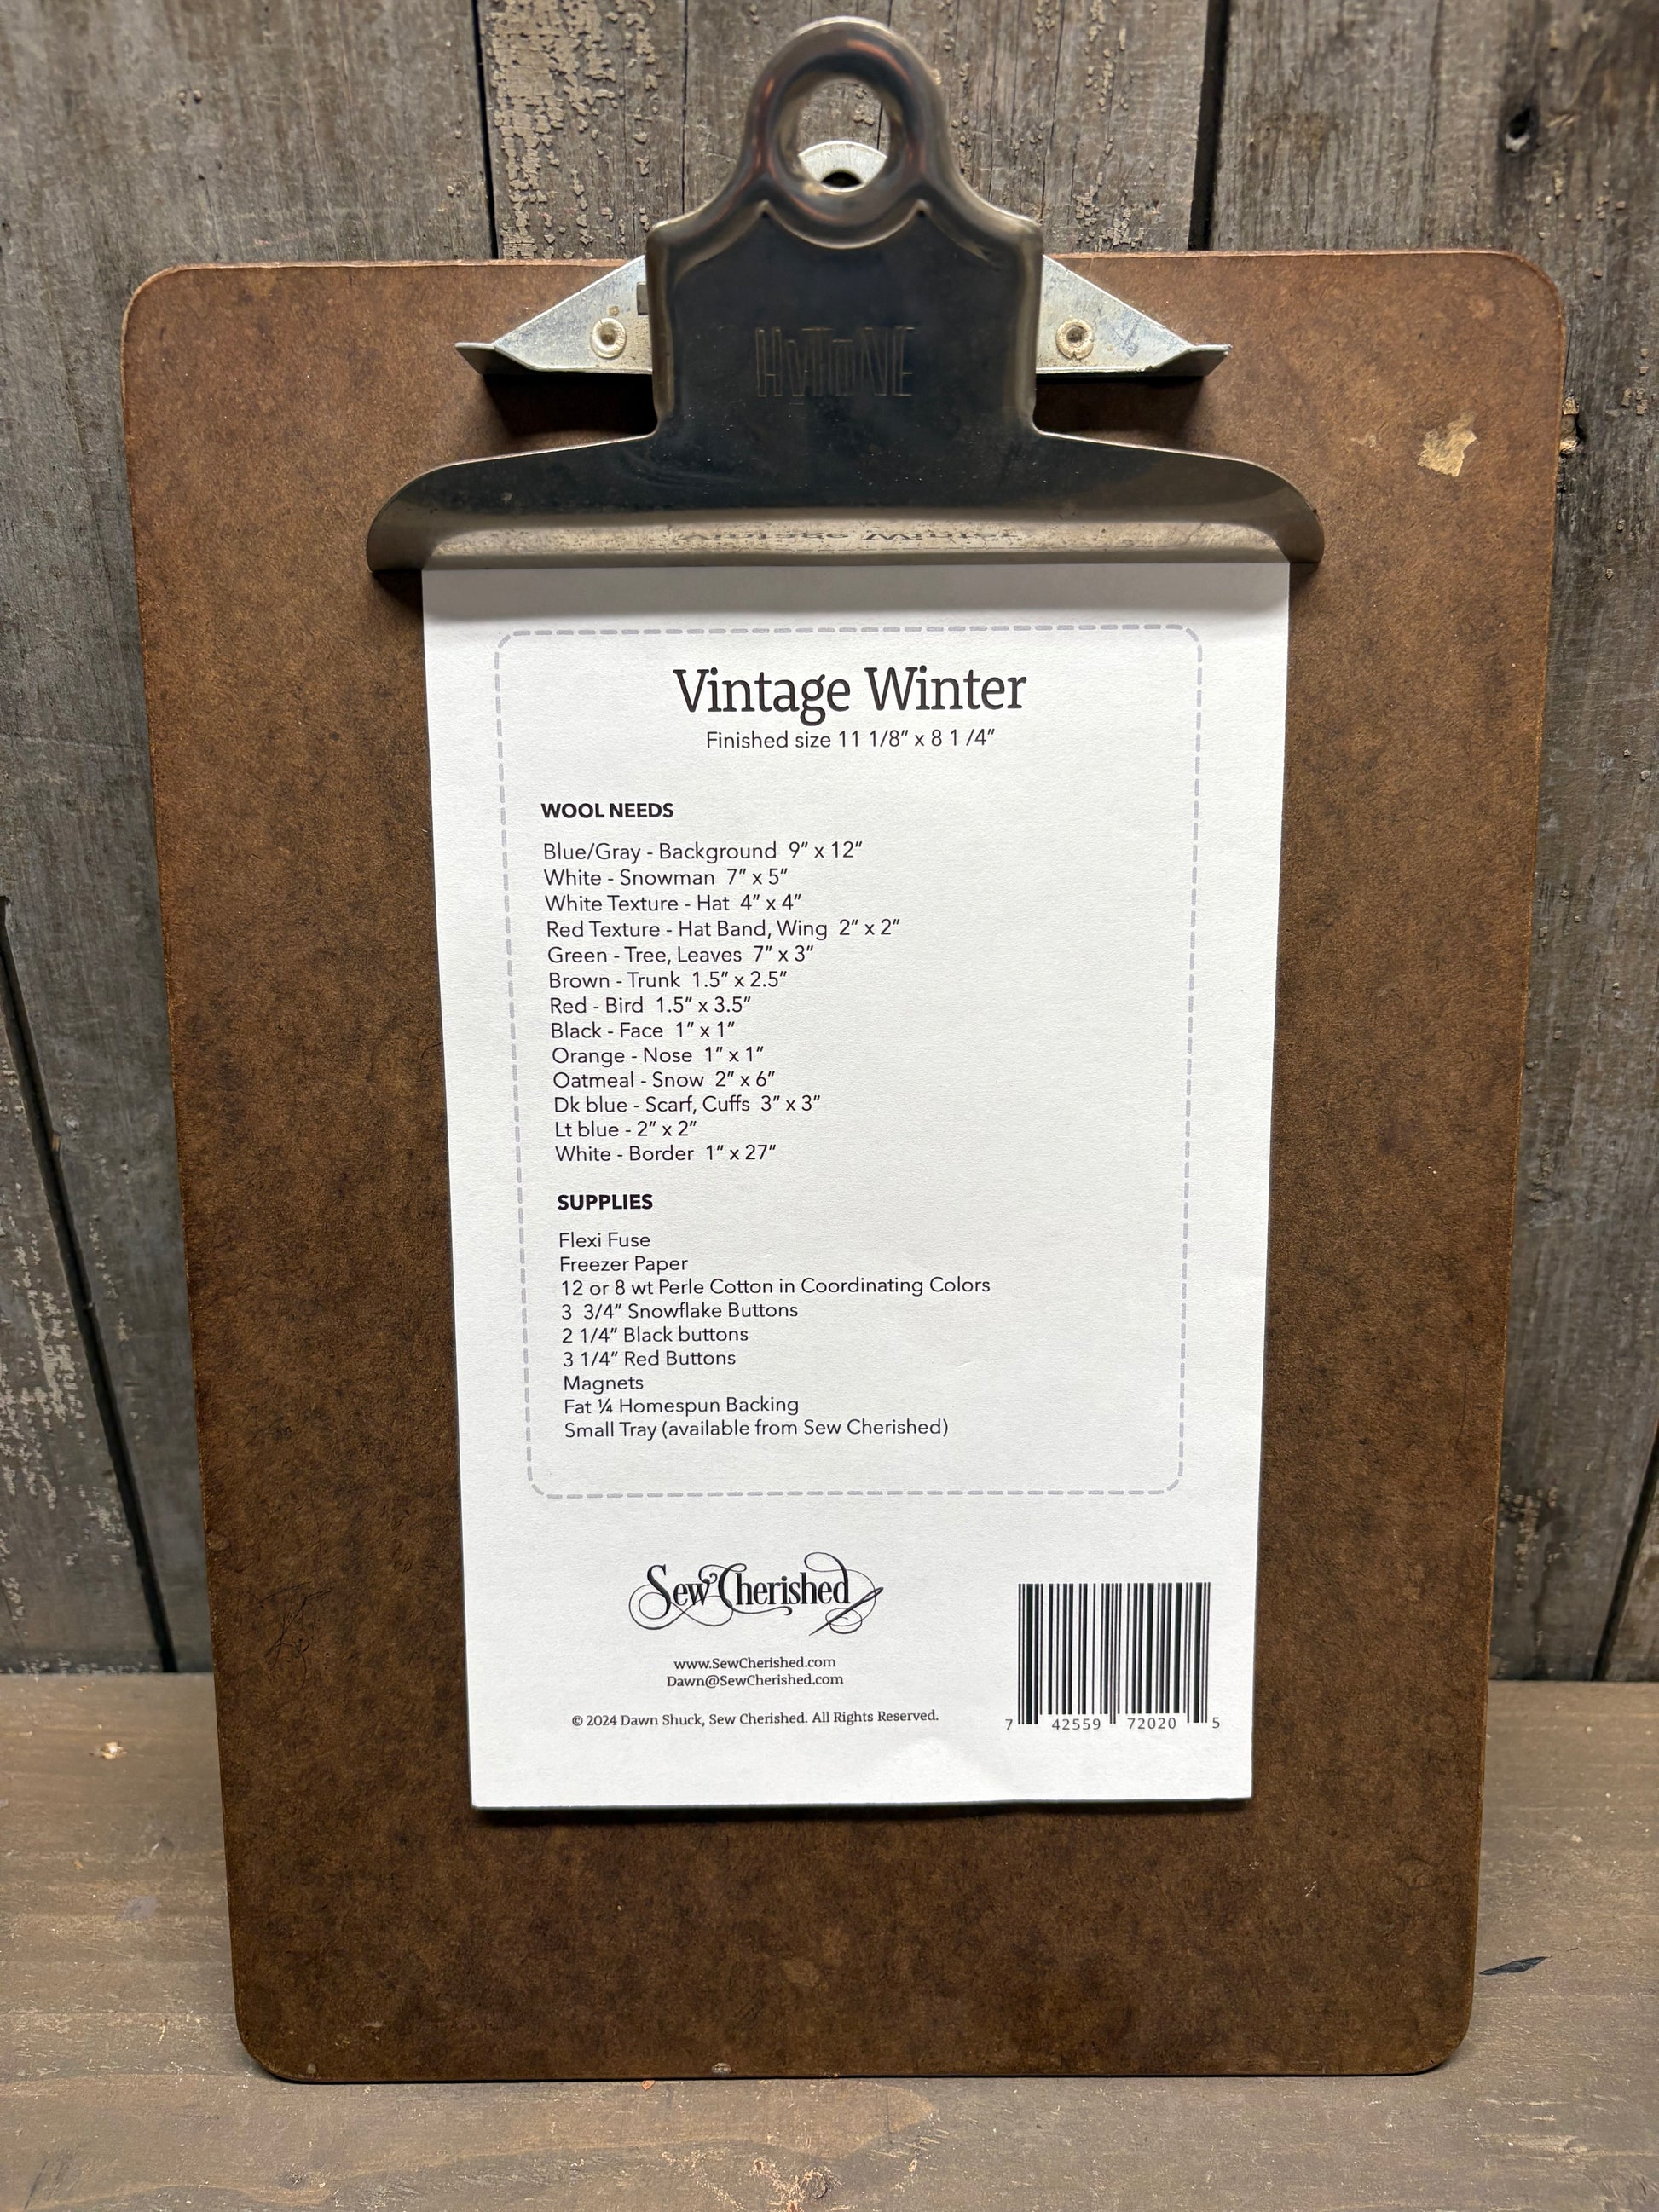 HYTONE
Vintage Winter
Finished size 11 1/8” x 8 1 /4”
WOOL NEEDS
Blue/Gray - Background 9” x 12”
White - Snowman 7” x 5”
White Texture - Hat 4” x 4”
Red Texture - Hat Band, Wing 2” x 2”
Green - Tree, Leaves 7” x 3”
Brown - Trunk 1.5” x 2.5”
Red - Bird 1.5” x 3.5”
Black - Face 1” x 1”
Orange - Nose 1” x 1”
Oatmeal - Snow 2” x 6”
Dk blue - Scarf, Cuffs 3” x 3”
Lt blue - 2” x 2”
White - Border 1” x 27”
SUPPLIES
Flexi Fuse
Freezer Paper
12 or 8 wt Perle Cotton in Coordinating Colors
3 3/4” Snowflake Buttons
2 1/4” Black buttons
3 1/4” Red Buttons
Magnets
Fat ¼ Homespun Backing
Small Tray (available from Sew Cherished)
Sew Cherished
www.SewCherished.com
Dawn@SewCherished.com
© 2024 Dawn Shuck, Sew Cherished. All Rights Reserved.
7 42559 72020 5